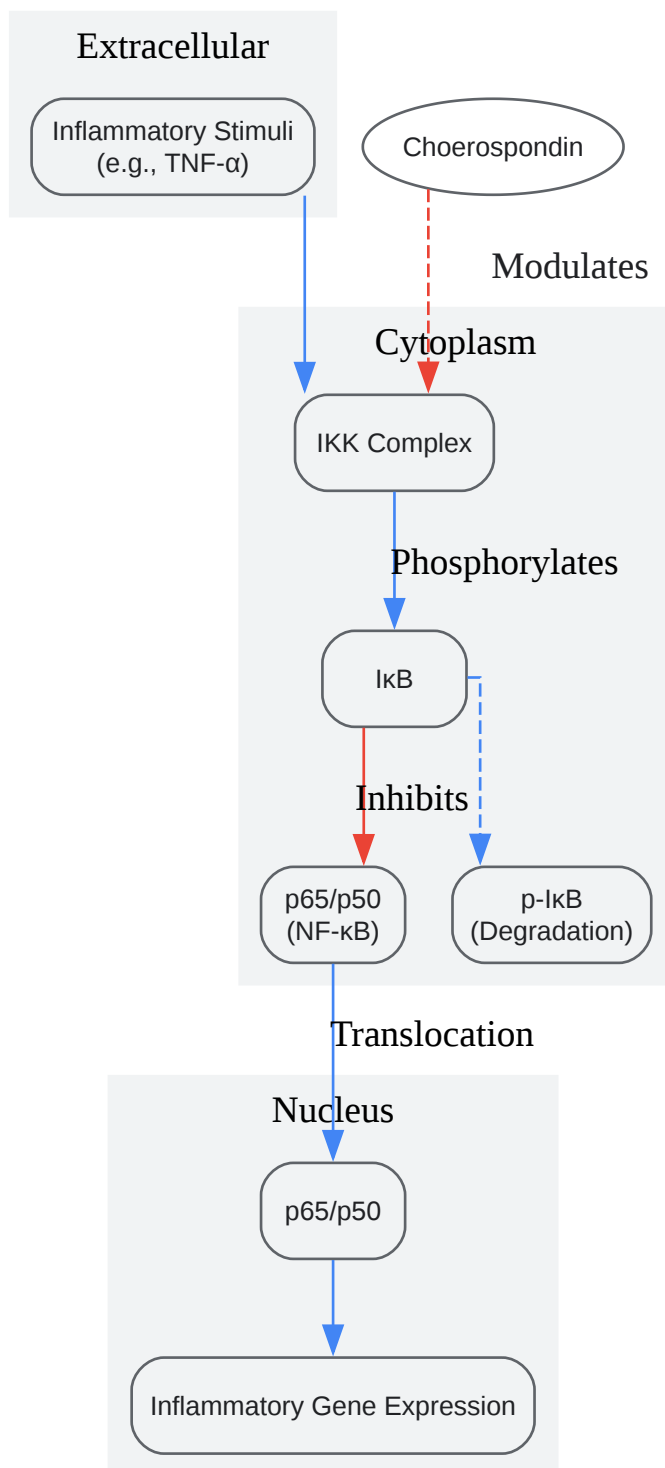 Extracellular
Inflammatory Stimuli
(e.g., TNF-α)
Choerospondin
Modulates
Cytoplasm
IKK Complex
Phosphorylates
IκB
Inhibits
p65/p50
(NF-κB)
p-IκB
(Degradation)
Translocation
Nucleus
p65/p50
Inflammatory Gene Expression